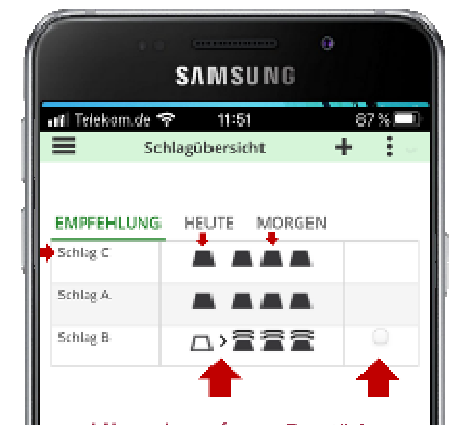 SAMSUNG
Telekom.de 11:51 87 %
Schlagübersicht
EMPFEHLUNG HEUTE MORGEN
Schlag C
Schlag A
Schlag B